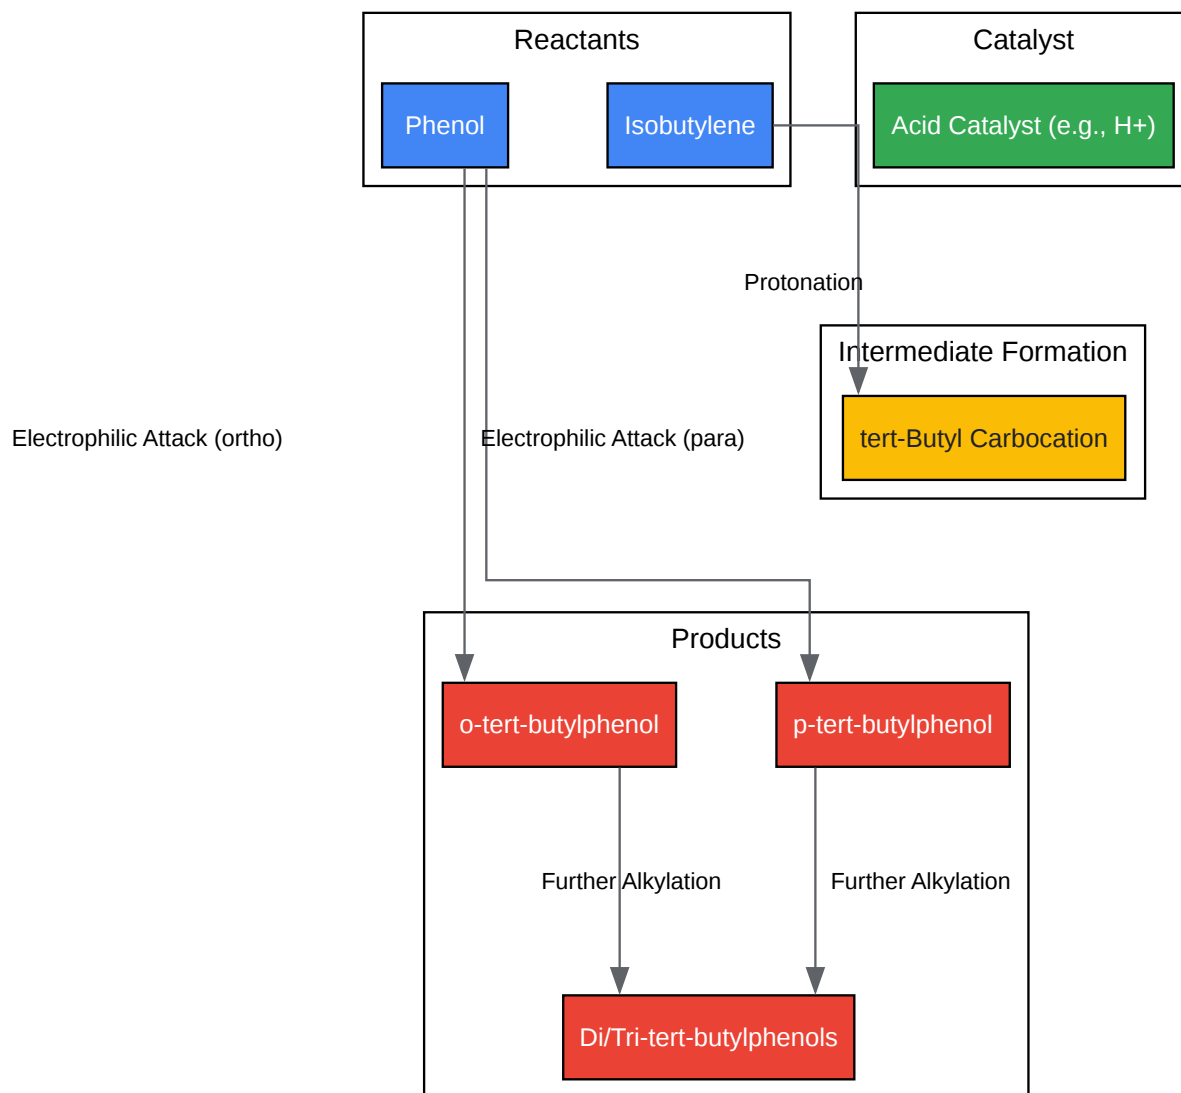 Reactants
Catalyst
Phenol
Isobutylene
Acid Catalyst (e.g., H+)
Protonation
Intermediate Formation
Electrophilic Attack (ortho)
Electrophilic Attack (para)
tert-Butyl Carbocation
Products
o-tert-butylphenol
p-tert-butylphenol
Further Alkylation
Further Alkylation
Di/Tri-tert-butylphenols